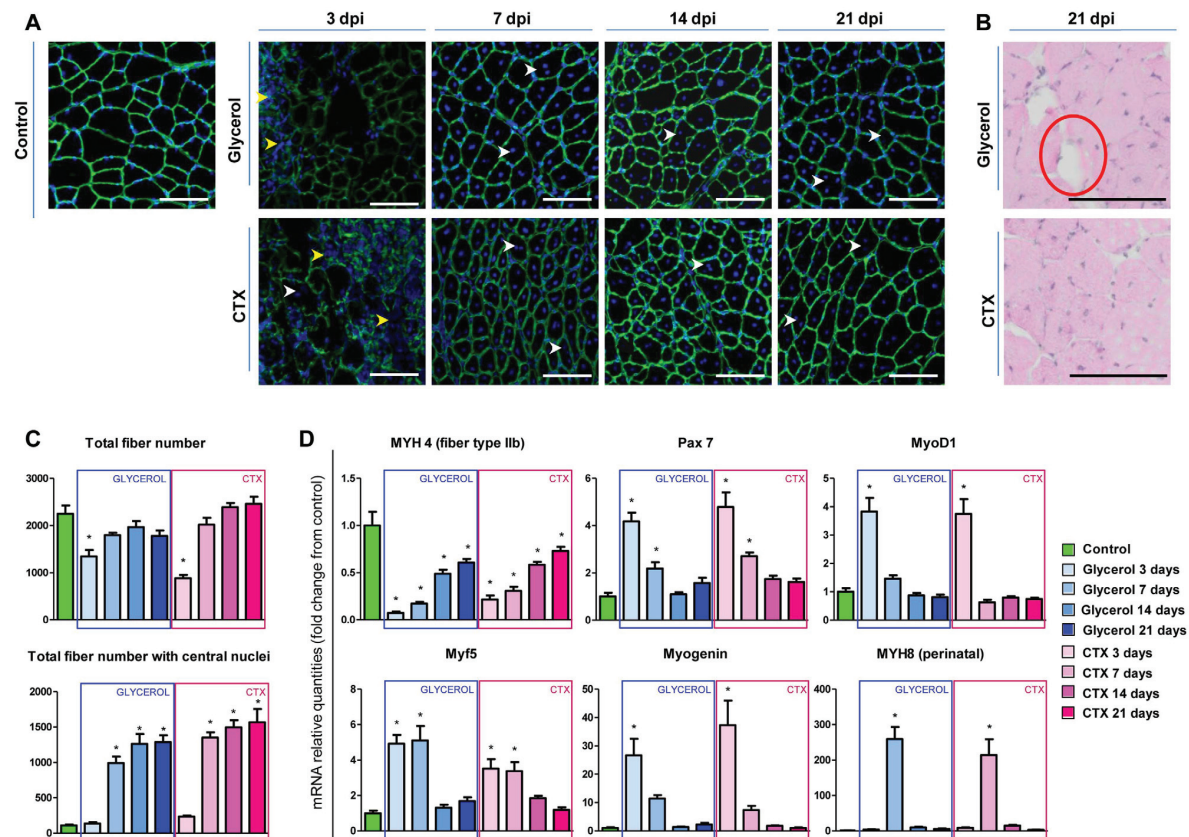 A
B
3 dpi
7 dpi
14 dpi
21 dpi
21 dpi
Control
Glycerol
Glycerol
CTX
CTX
C
D
Total fiber number
MYH 4 (fiber type IIb)
Pax 7
MyoD1
3000
2000
1000
0
GLYCEROL
CTX
1.5
1.0
0.5
0.0
GLYCEROL
CTX
6
4
2
0
GLYCEROL
CTX
5
4
3
2
1
0
GLYCEROL
CTX
* * * * * * * * * * * * * * * *
mRNA relative quantities (fold change from control)
Total fiber number with central nuclei
Myf5
Myogenin
MYH8 (perinatal)
2000
1500
1000
500
0
GLYCEROL
CTX
* * * * * *
8
6
4
2
0
GLYCEROL
CTX
* * * *
50
40
30
20
10
0
GLYCEROL
CTX
* *
400
300
200
100
0
GLYCEROL
CTX
* *
Control
Glycerol 3 days
Glycerol 7 days
Glycerol 14 days
Glycerol 21 days
CTX 3 days
CTX 7 days
CTX 14 days
CTX 21 days